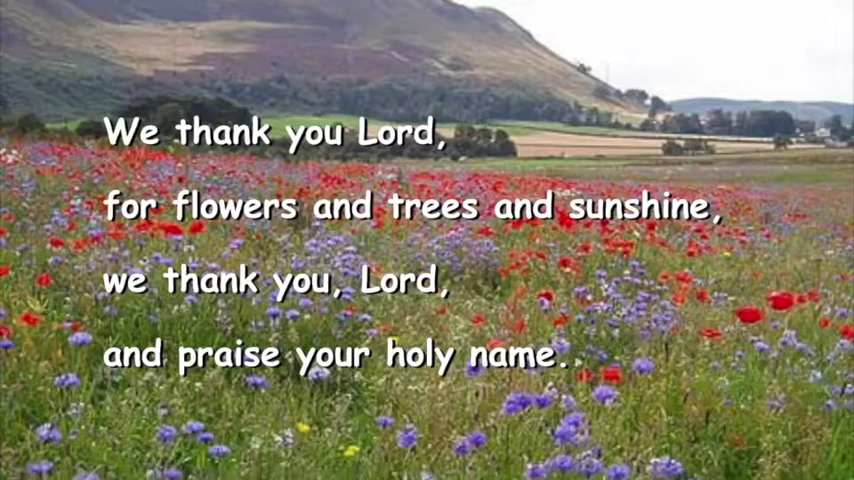 We thank you Lord,
for flowers and trees and sunshine,
we thank you, Lord,
and praise your holy name.